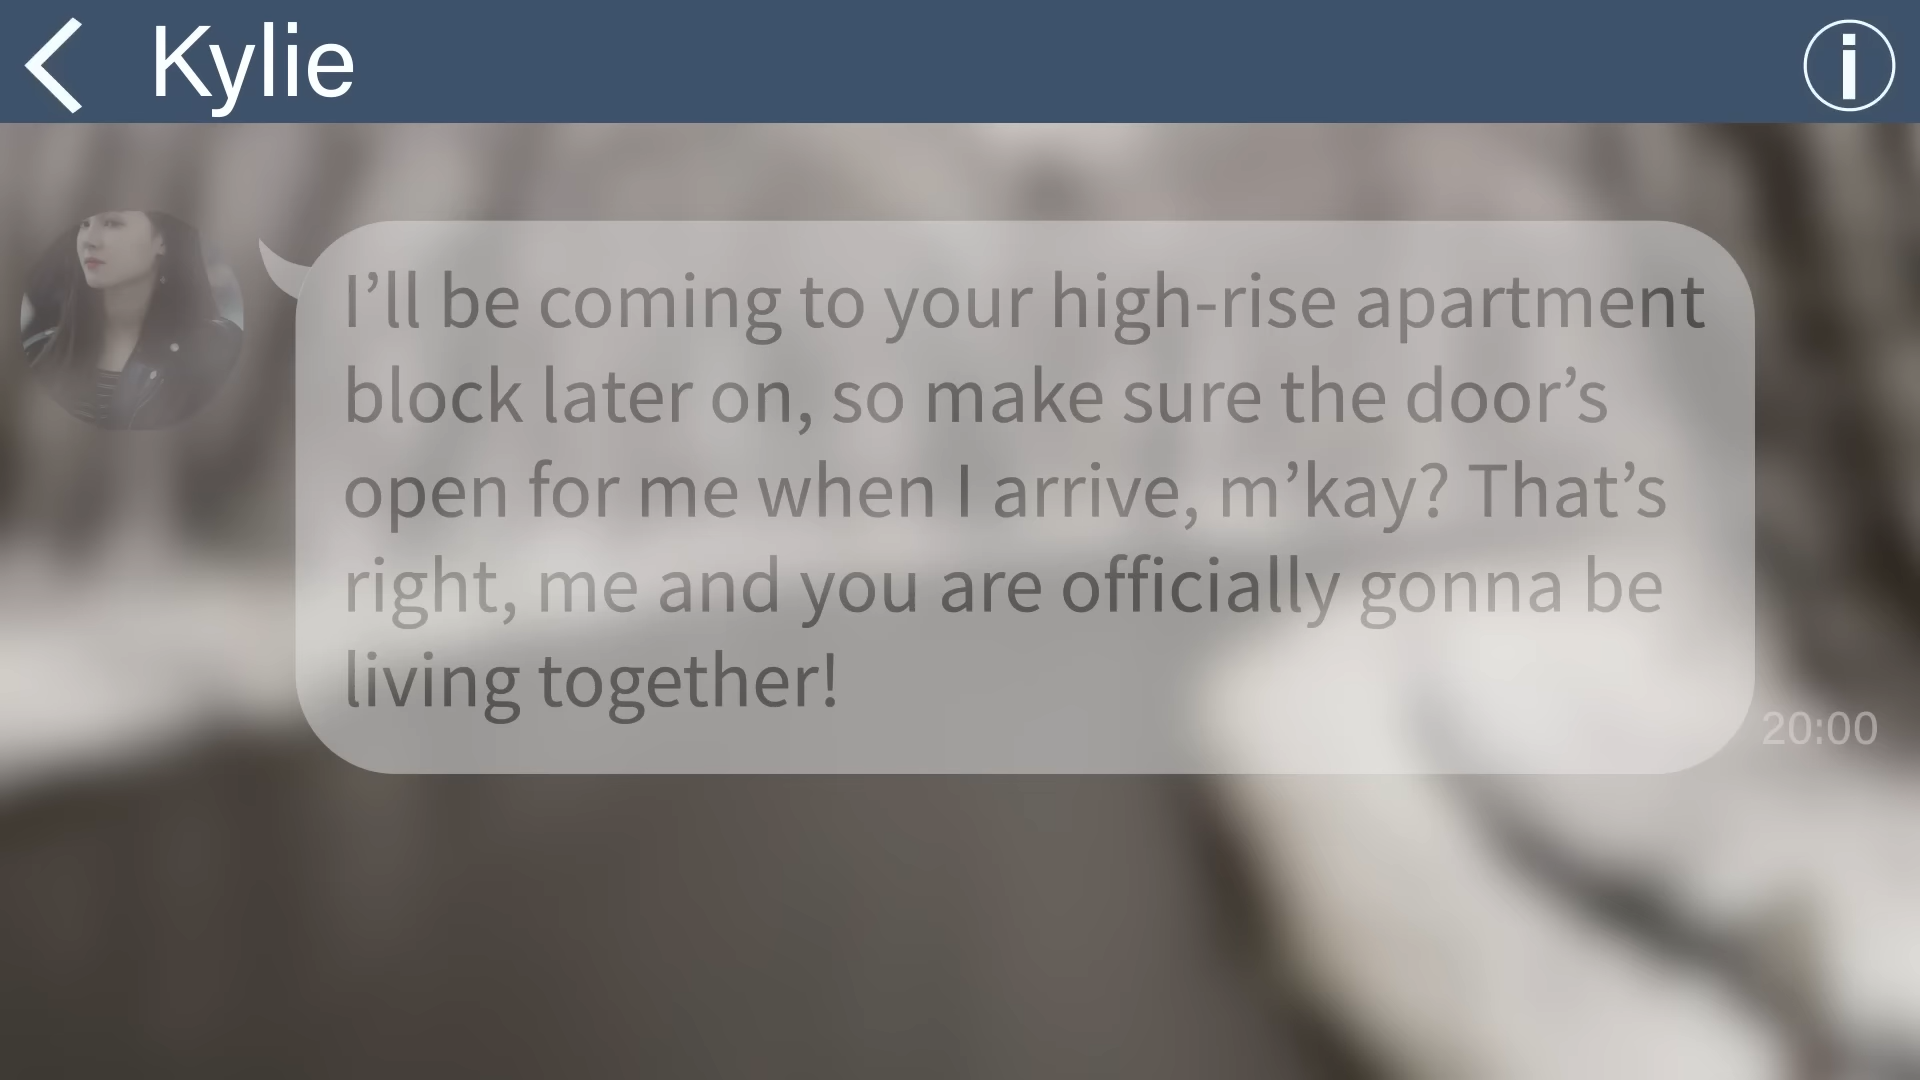 Kylie
I’ll be coming to your high-rise apartment
block later on, so make sure the door’s
open for me when I arrive, m’kay? That’s
right, me and you are officially gonna be
living together!
20:00